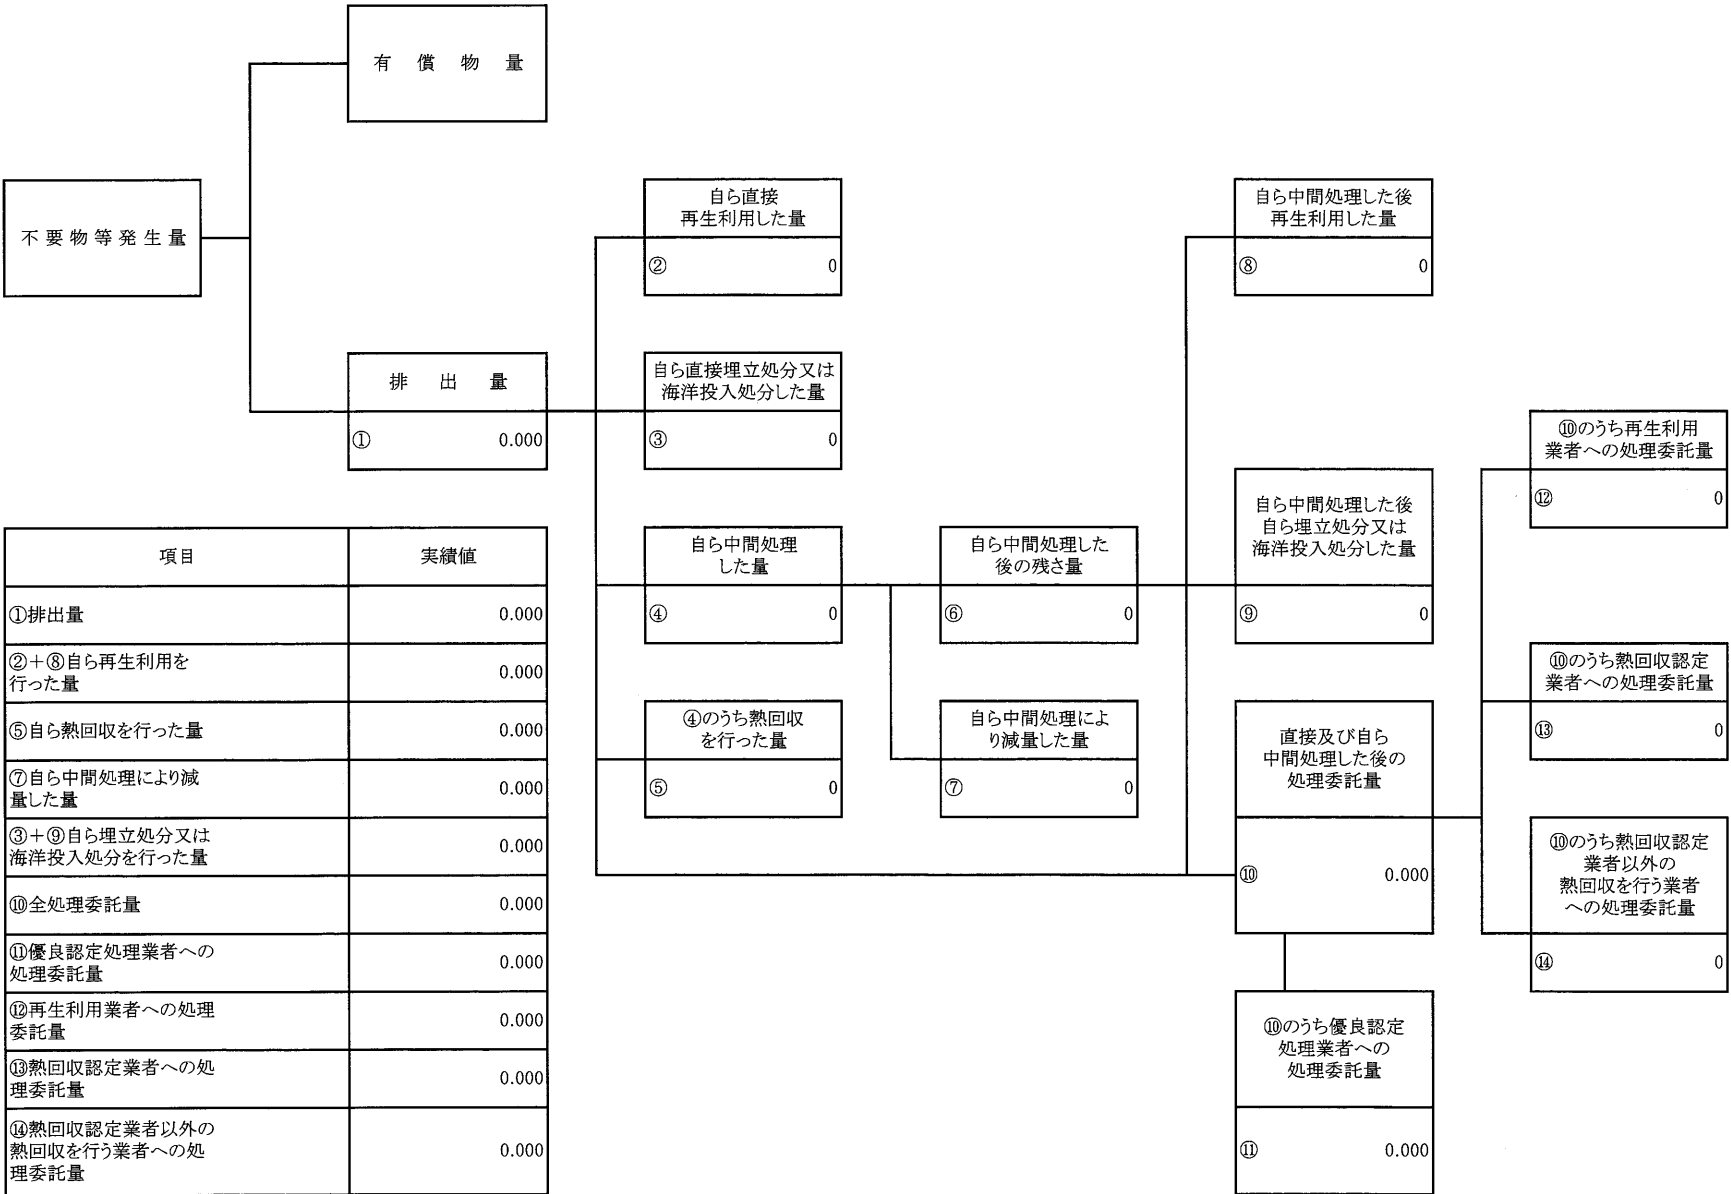 有償物量
不要物等発生量
排出量
① 0.000
自ら直接
再生利用した量
② 0
自ら直接埋立処分又は
海洋投入処分した量
③ 0
自ら中間処理
した量
④ 0
④のうち熱回収
を行った量
⑤ 0
自ら中間処理した
後の残さ量
⑥ 0
自ら中間処理によ
り減量した量
⑦ 0
自ら中間処理した後
再生利用した量
⑧ 0
自ら中間処理した後
自ら埋立処分又は
海洋投入処分した量
⑨ 0
直接及び自ら
中間処理した後の
処理委託量
⑩ 0.000
⑩のうち優良認定
処理業者への
処理委託量
⑪ 0.000
⑩のうち再生利用
業者への処理委託量
⑫ 0
⑩のうち熱回収認定
業者への処理委託量
⑬ 0
⑩のうち熱回収認定
業者以外の
熱回収を行う業者
への処理委託量
⑭ 0
項目 実績値
①排出量 0.000
②+⑧自ら再生利用を
行った量 0.000
⑤自ら熱回収を行った量 0.000
⑦自ら中間処理により減
量した量 0.000
③+⑨自ら埋立処分又は
海洋投入処分を行った量 0.000
⑩全処理委託量 0.000
⑪優良認定処理業者への
処理委託量 0.000
⑫再生利用業者への処理
委託量 0.000
⑬熱回収認定業者への処
理委託量 0.000
⑭熱回収認定業者以外の
熱回収を行う業者への処
理委託量 0.000